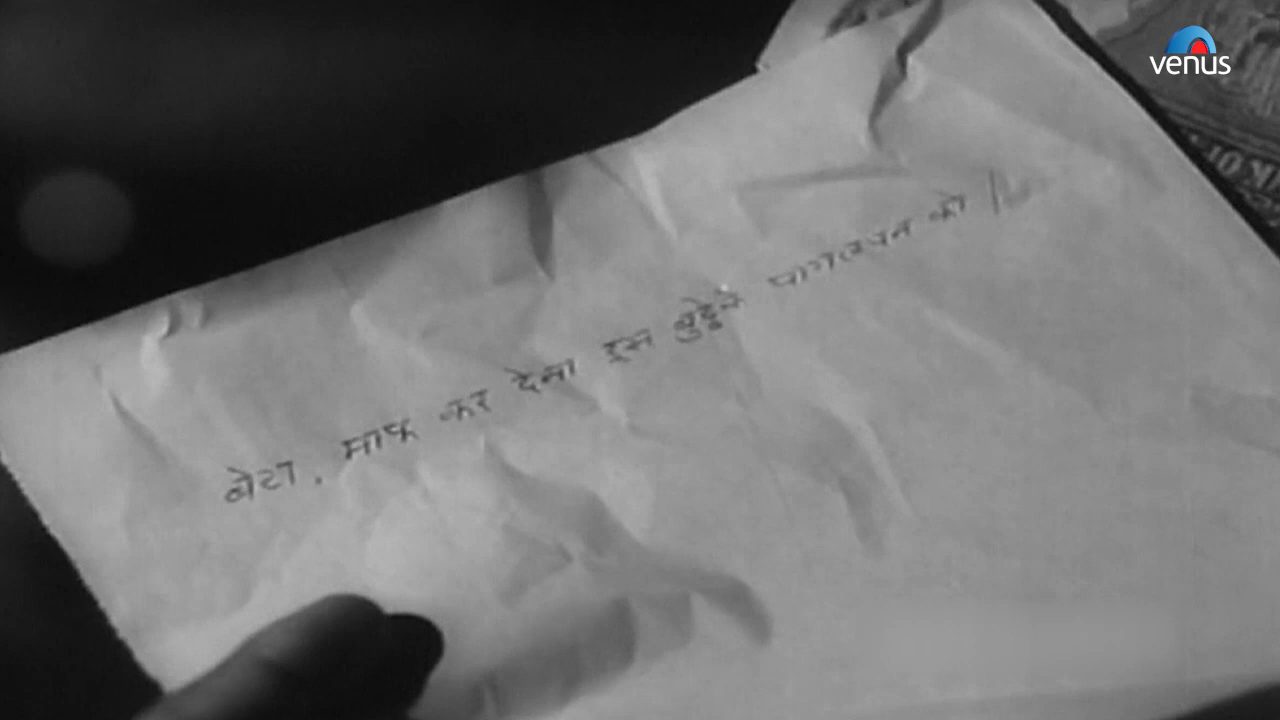 venus
बेटा, माफ कर देना इस बुड्ढे पागलपन को ।